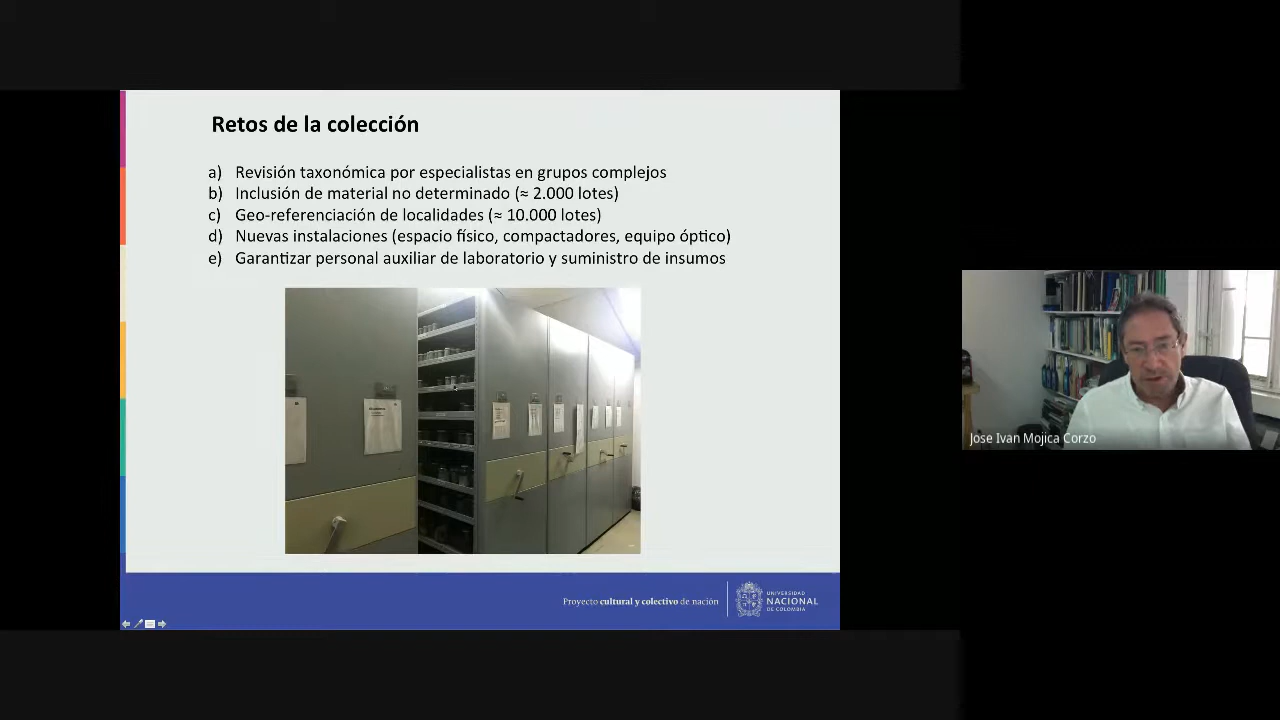 Retos de la colección
a) Revisión taxonómica por especialistas en grupos complejos
b) Inclusión de material no determinado (≈ 2.000 lotes)
c) Geo-referenciación de localidades (≈ 10.000 lotes)
d) Nuevas instalaciones (espacio físico, compactadores, equipo óptico)
e) Garantizar personal auxiliar de laboratorio y suministro de insumos
Proyecto cultural y colectivo de nación
UNIVERSIDAD
NACIONAL
DE COLOMBIA
Jose Ivan Mojica Corzo